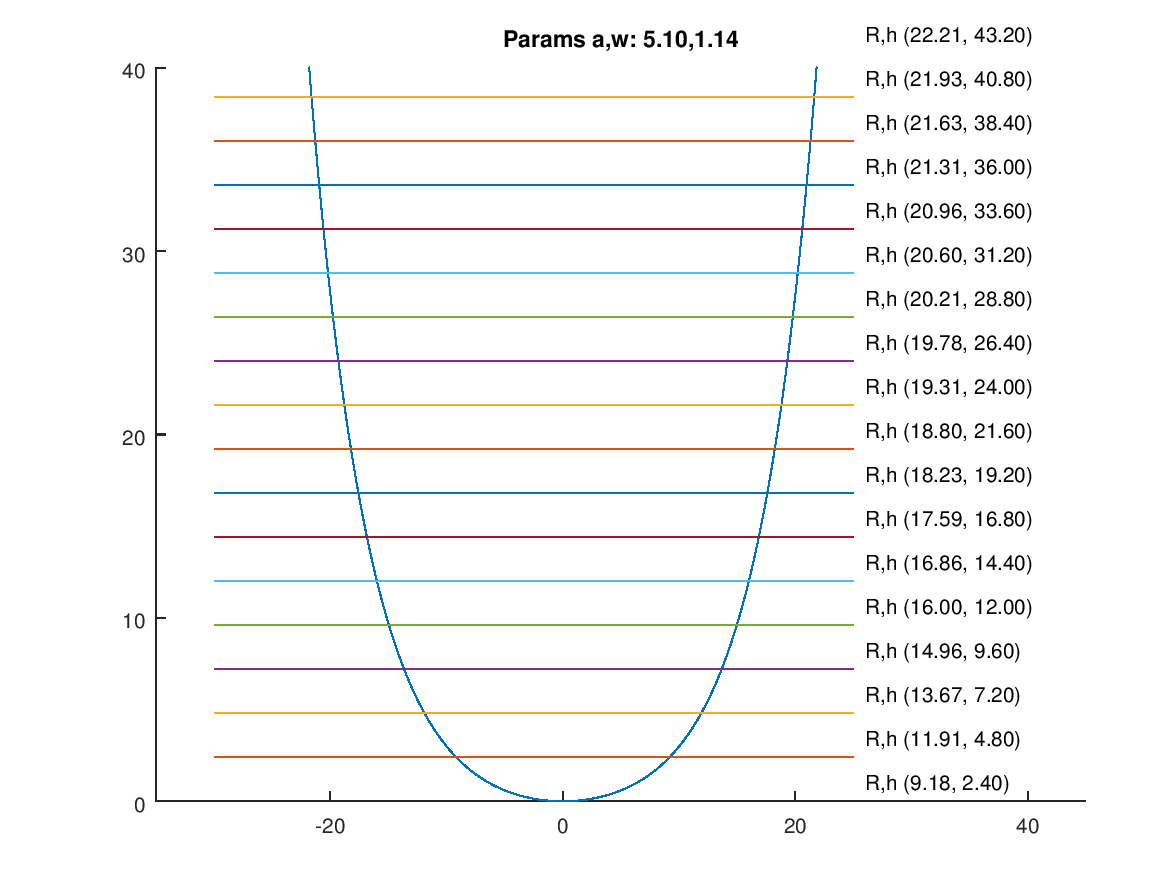 Params a,w: 5.10,1.14
R,h (22.21, 43.20)
40
R,h (21.93, 40.80)
R,h (21.63, 38.40)
R,h (21.31, 36.00)
R,h (20.96, 33.60)
30
R,h (20.60, 31.20)
R,h (20.21, 28.80)
R,h (19.78, 26.40)
R,h (19.31, 24.00)
20
R,h (18.80, 21.60)
R,h (18.23, 19.20)
R,h (17.59, 16.80)
R,h (16.86, 14.40)
10
R,h (16.00, 12.00)
R,h (14.96, 9.60)
R,h (13.67, 7.20)
R,h (11.91, 4.80)
R,h (9.18, 2.40)
0
-20 0 20 40